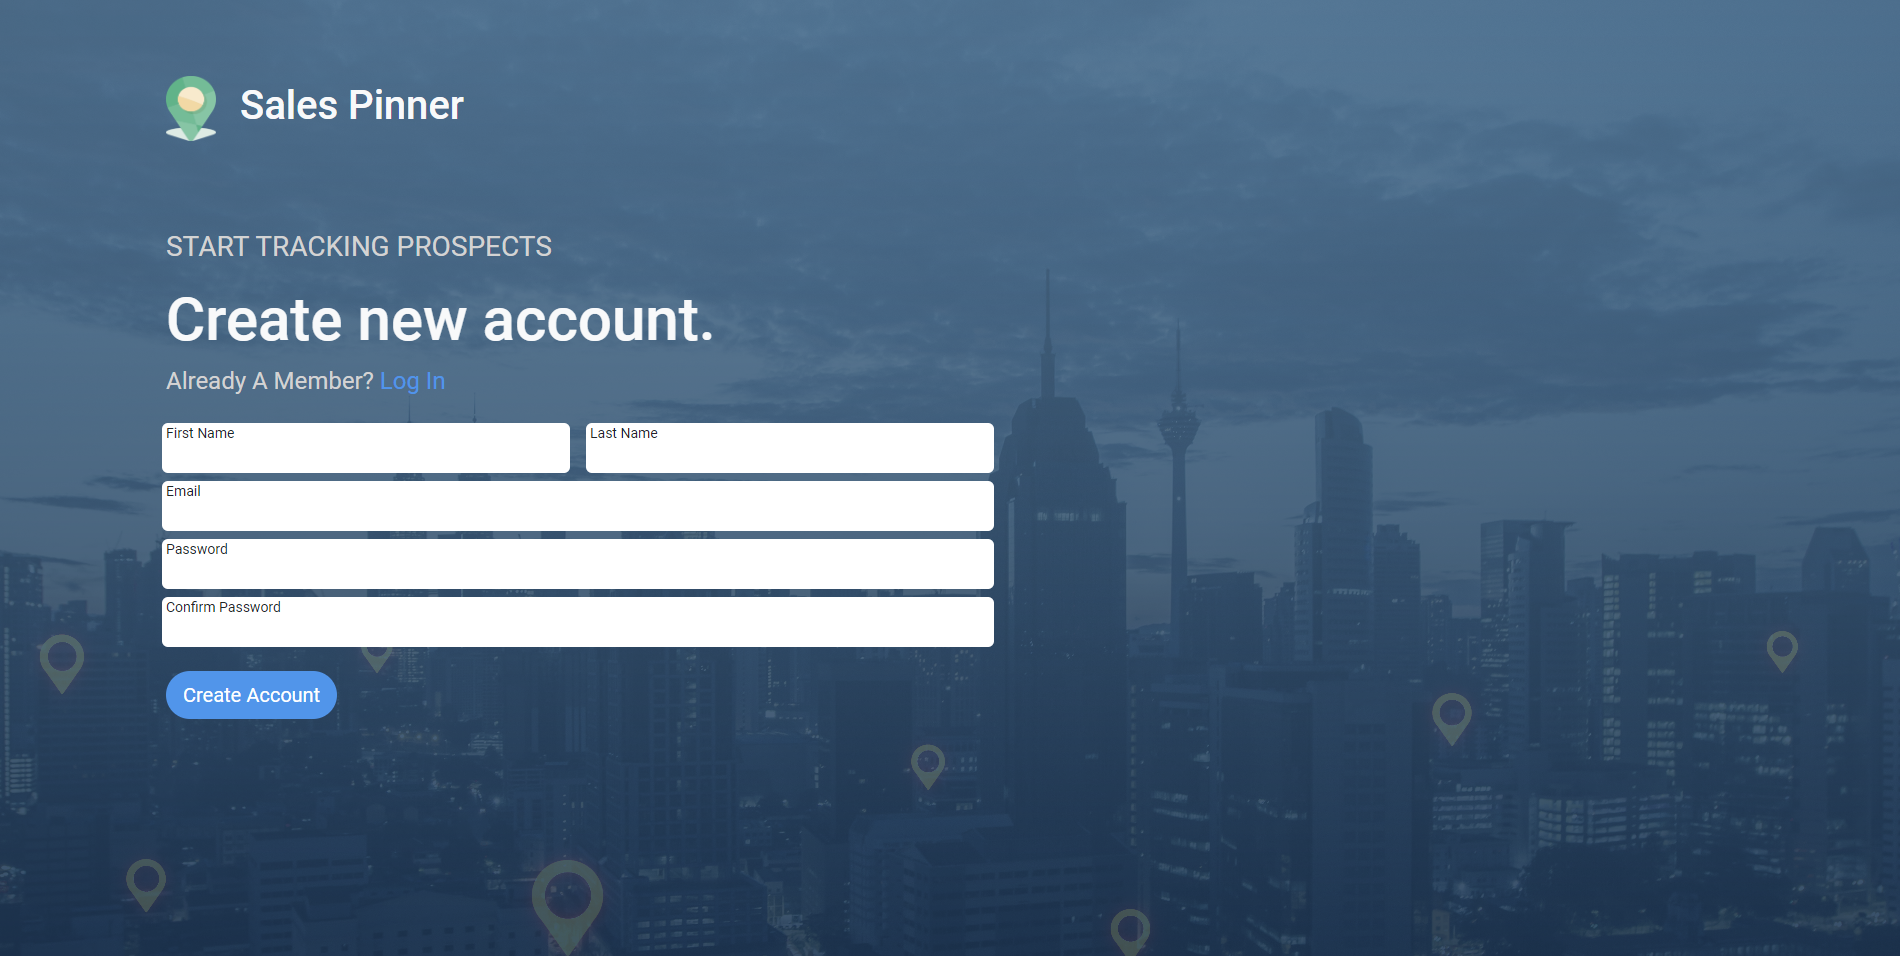 Sales Pinner
START TRACKING PROSPECTS
Create new account.
Already A Member? Log In
First Name
Last Name
Email
Password
Confirm Password
Create Account